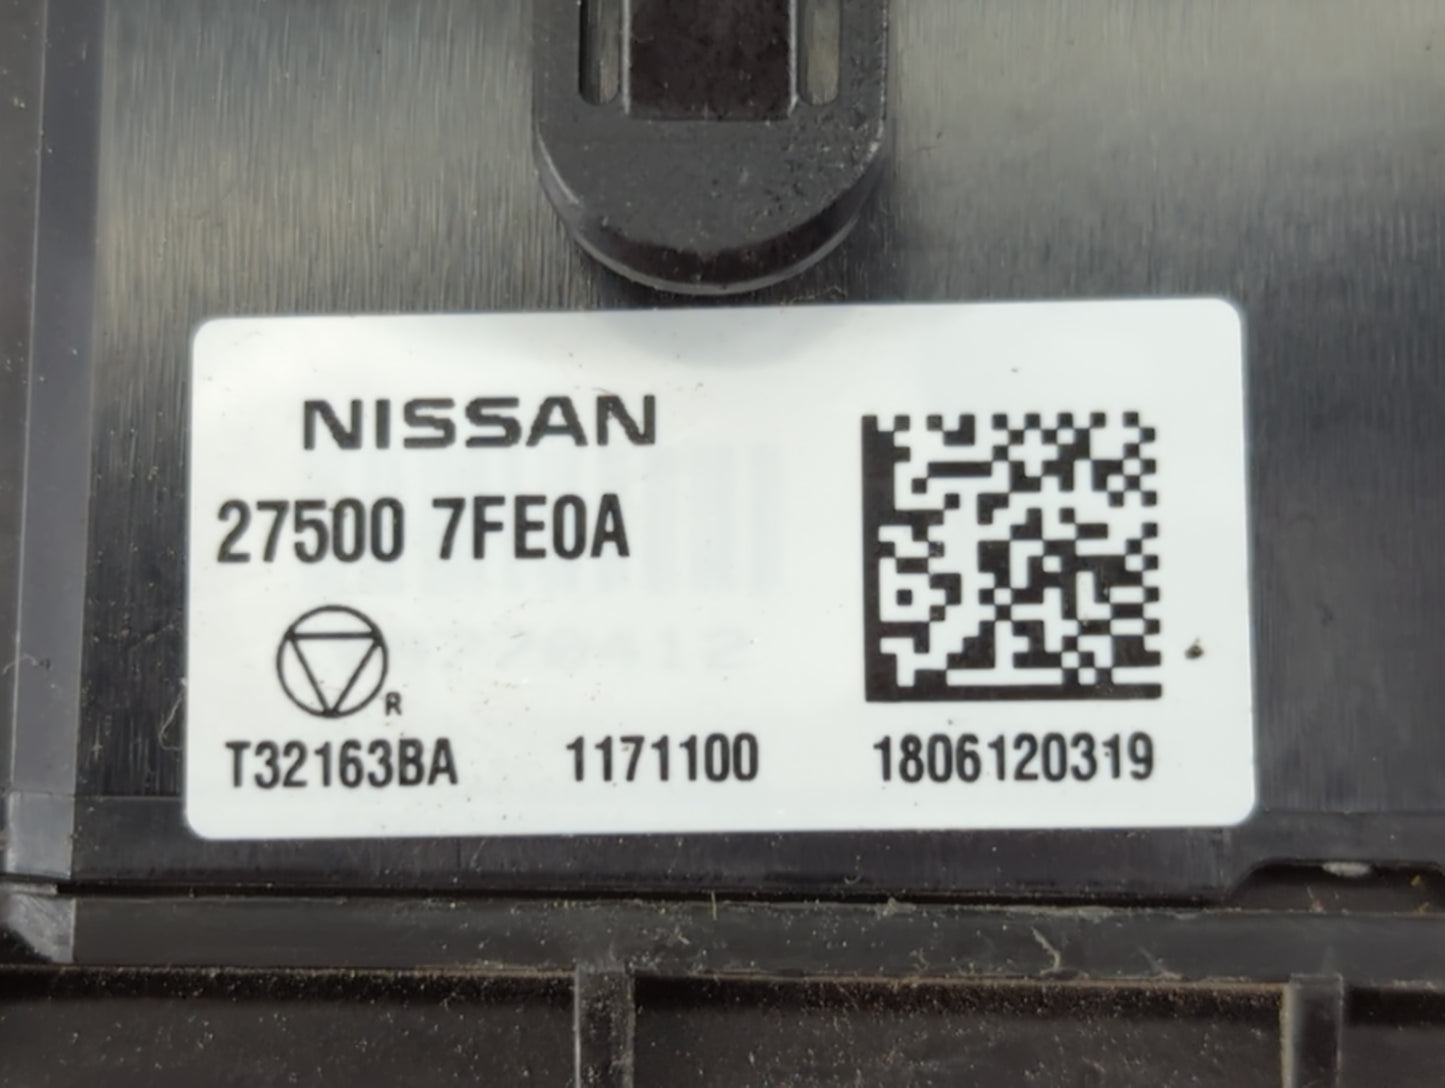 NISSAN
27500 7FE0A
R
T32163BA 1171100 1806120319